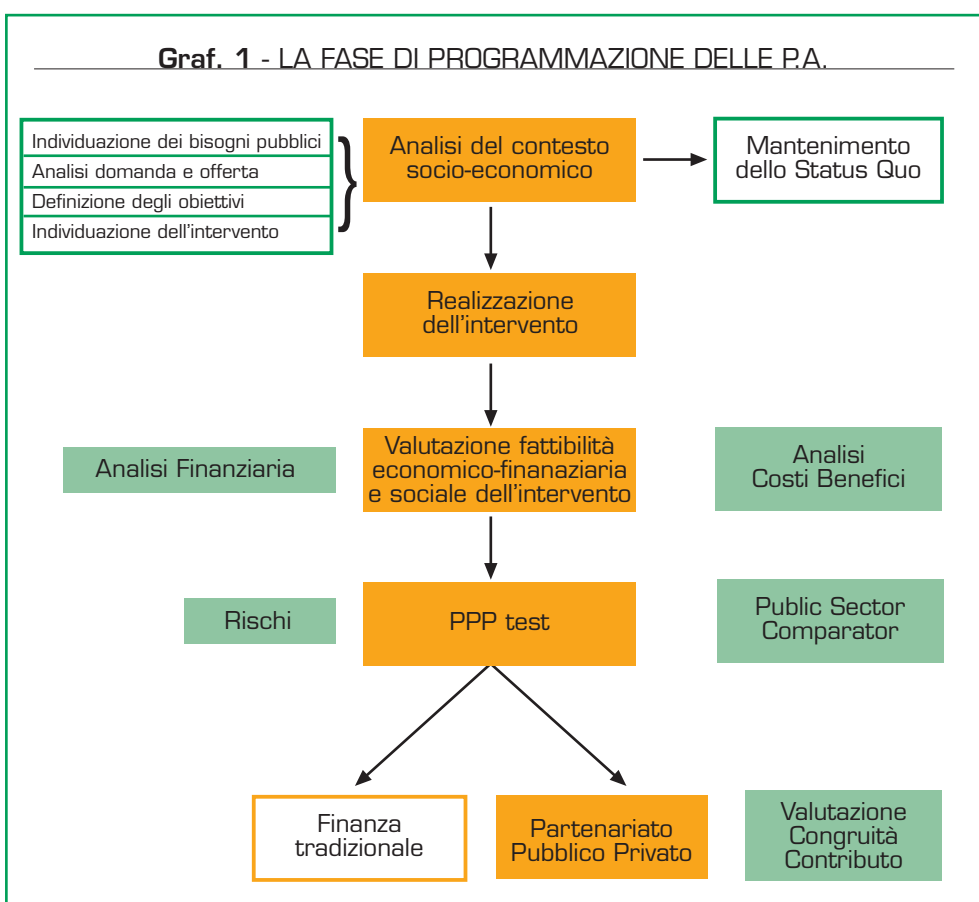 Graf. 1 - LA FASE DI PROGRAMMAZIONE DELLE P.A.
Individuazione dei bisogni pubblici
Analisi domanda e offerta
Definizione degli obiettivi
Individuazione dell'intervento
Analisi del contesto
socio-economico
Mantenimento
dello Status Quo
Realizzazione
dell'intervento
Analisi Finanziaria
Valutazione fattibilità
economico-finanaziaria
e sociale dell'intervento
Analisi
Costi Benefici
Rischi
PPP test
Public Sector
Comparator
Finanza
tradizionale
Partenariato
Pubblico Privato
Valutazione
Congruità
Contributo